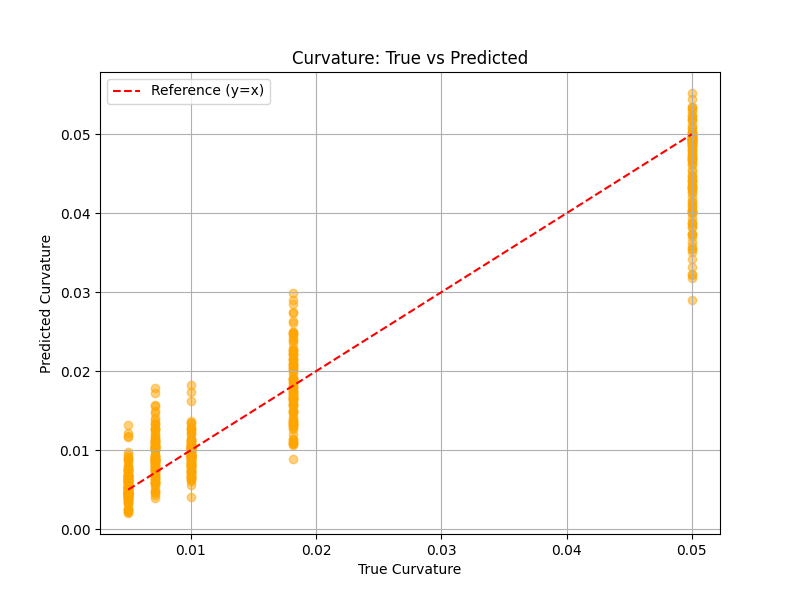 Curvature: True vs Predicted
Reference (y=x)
0.05
0.04
0.03
0.02
0.01
0.00
Predicted Curvature
0.01 0.02 0.03 0.04 0.05
True Curvature